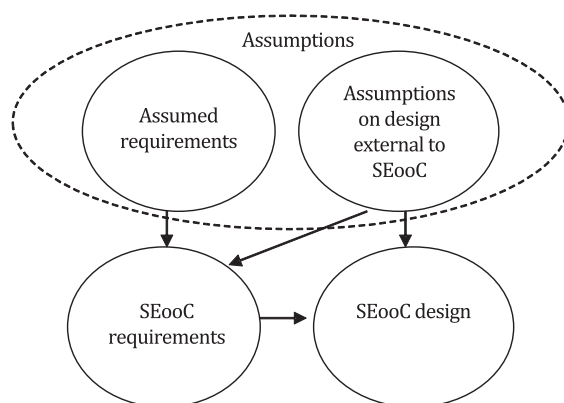 Assumptions
Assumed
requirements
Assumptions
on design
external to
SEooC
SEooC
requirements
SEooC design